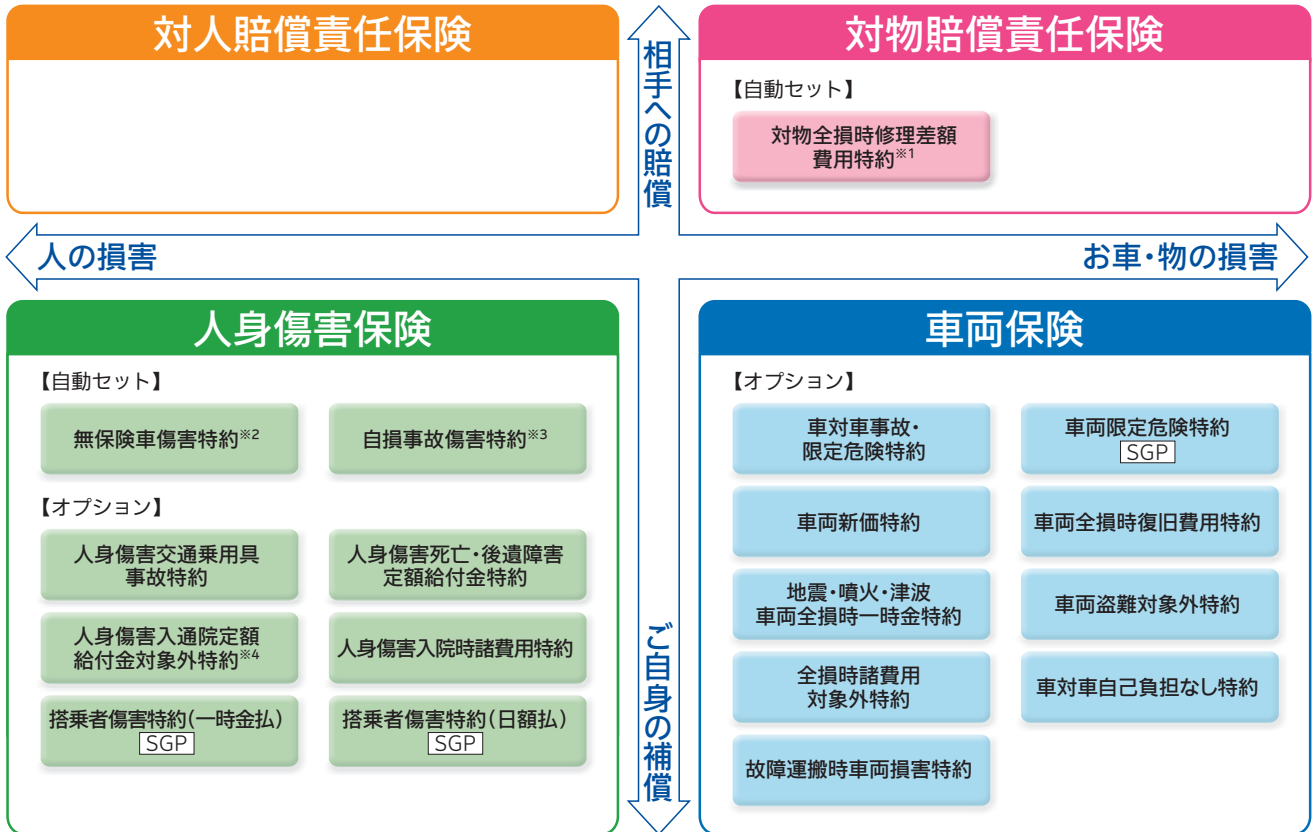 対人賠償責任保険
相手への賠償
対物賠償責任保険
【自動セット】
対物全損時修理差額
費用特約※1
人の損害
お車・物の損害
人身傷害保険
【自動セット】
無保険車傷害特約※2
自損事故傷害特約※3
【オプション】
人身傷害交通乗用具
事故特約
人身傷害死亡・後遺障害
定額給付金特約
人身傷害入通院定額
給付金対象外特約※4
人身傷害入院時諸費用特約
搭乗者傷害特約(一時金払)
SGP
搭乗者傷害特約(日額払)
SGP
ご自身の補償
車両保険
【オプション】
車対車事故・
限定危険特約
車両限定危険特約
SGP
車両新価特約
車両全損時復旧費用特約
地震・噴火・津波
車両全損時一時金特約
車両盗難対象外特約
全損時諸費用
対象外特約
車対車自己負担なし特約
故障運搬時車両損害特約